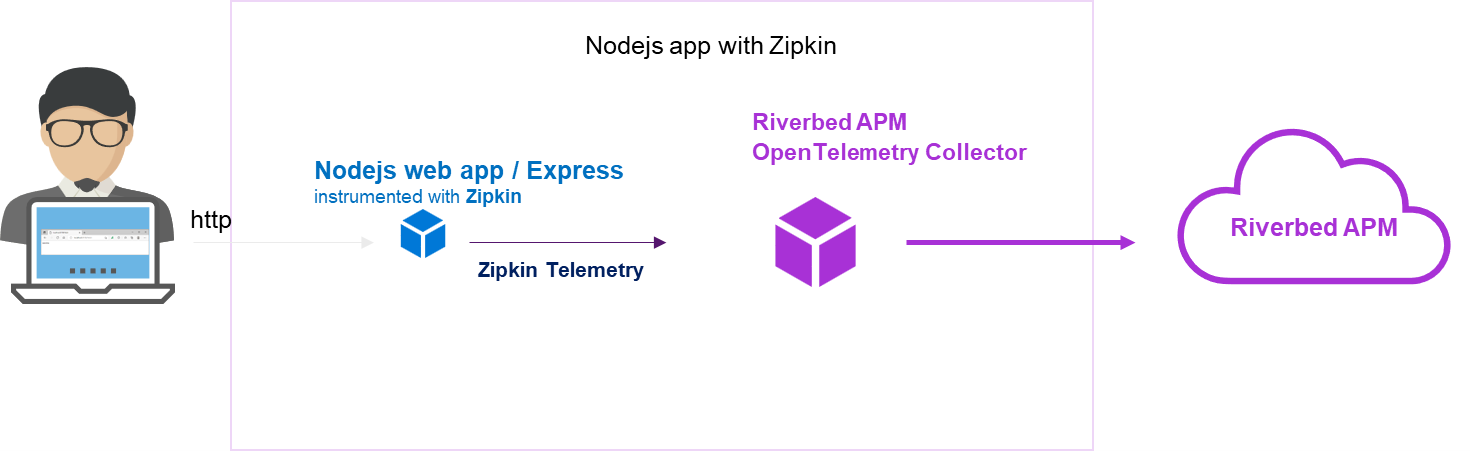 Nodejs app with Zipkin
Riverbed APM
OpenTelemetry Collector
Nodejs web app / Express
instrumented with Zipkin
http
Zipkin Telemetry
Riverbed APM